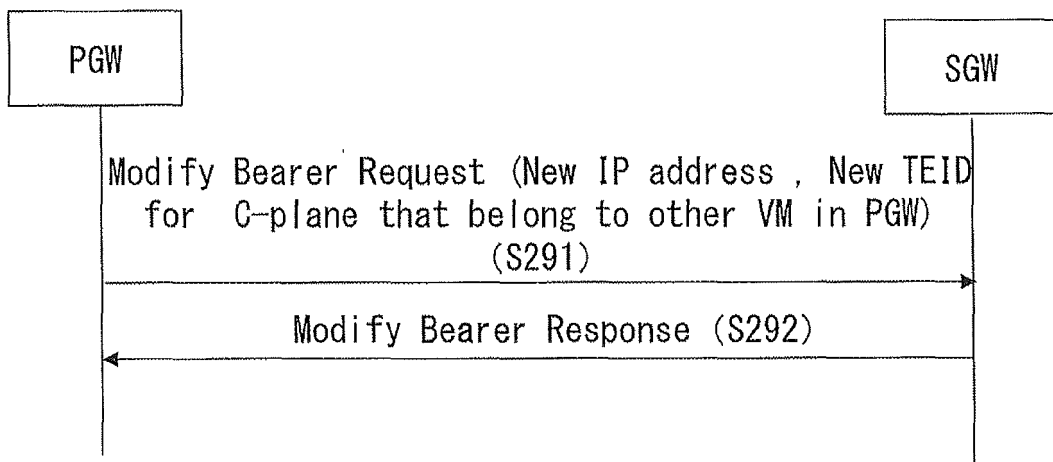 PGW
SGW
Modify Bearer Request (New IP address , New TEID
for C-plane that belong to other VM in PGW)
(S291)
Modify Bearer Response (S292)